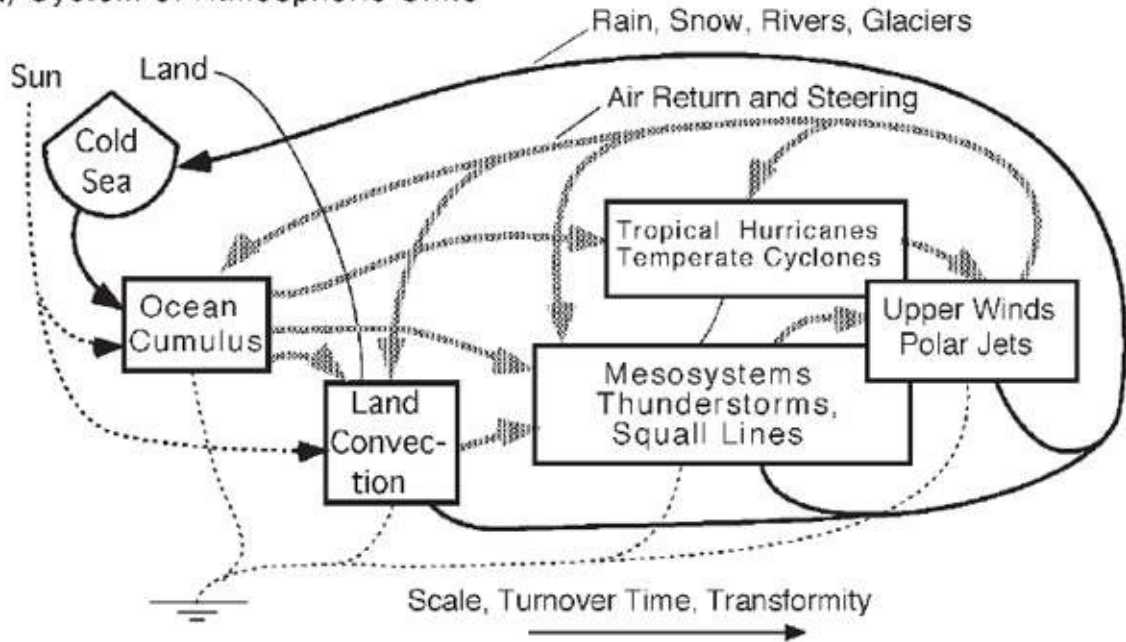 Rain, Snow, Rivers, Glaciers
Land
Sun
Air Return and Steering
Cold
Sea
Tropical Hurricanes
Temperate Cyclones
Ocean
Cumulus
Upper Winds
Polar Jets
Mesosystems
Thunderstorms,
Squall Lines
Land
Convec-
tion
Scale, Turnover Time, Transformity